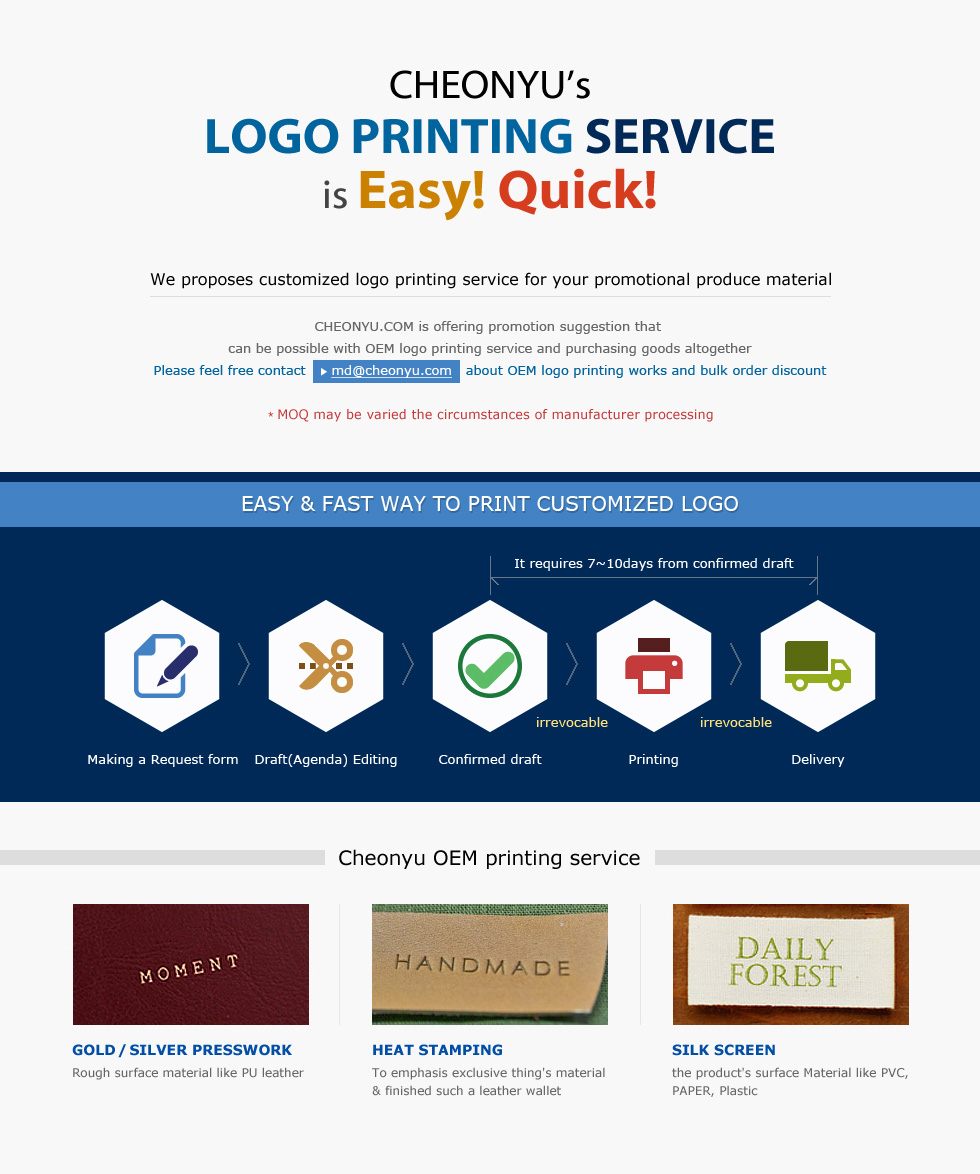 CHEONYU's
LOGO PRINTING SERVICE
is Easy! Quick!
We proposes customized logo printing service for your promotional produce material
CHEONYU.COM is offering promotion suggestion that
can be possible with OEM logo printing service and purchasing goods altogether
Please feel free contact md@cheonyu.com about OEM logo printing works and bulk order discount
* MOQ may be varied the circumstances of manufacturer processing
EASY & FAST WAY TO PRINT CUSTOMIZED LOGO
It requires 7~10days from confirmed draft
irrevocable irrevocable
Making a Request form Draft(Agenda) Editing Confirmed draft Printing Delivery
Cheonyu OEM printing service
MOMENT
HANDMADE
DAILY
FOREST
GOLD / SILVER PRESSWORK
Rough surface material like PU leather
HEAT STAMPING
To emphasis exclusive thing's material
& finished such a leather wallet
SILK SCREEN
the product's surface Material like PVC,
PAPER, Plastic